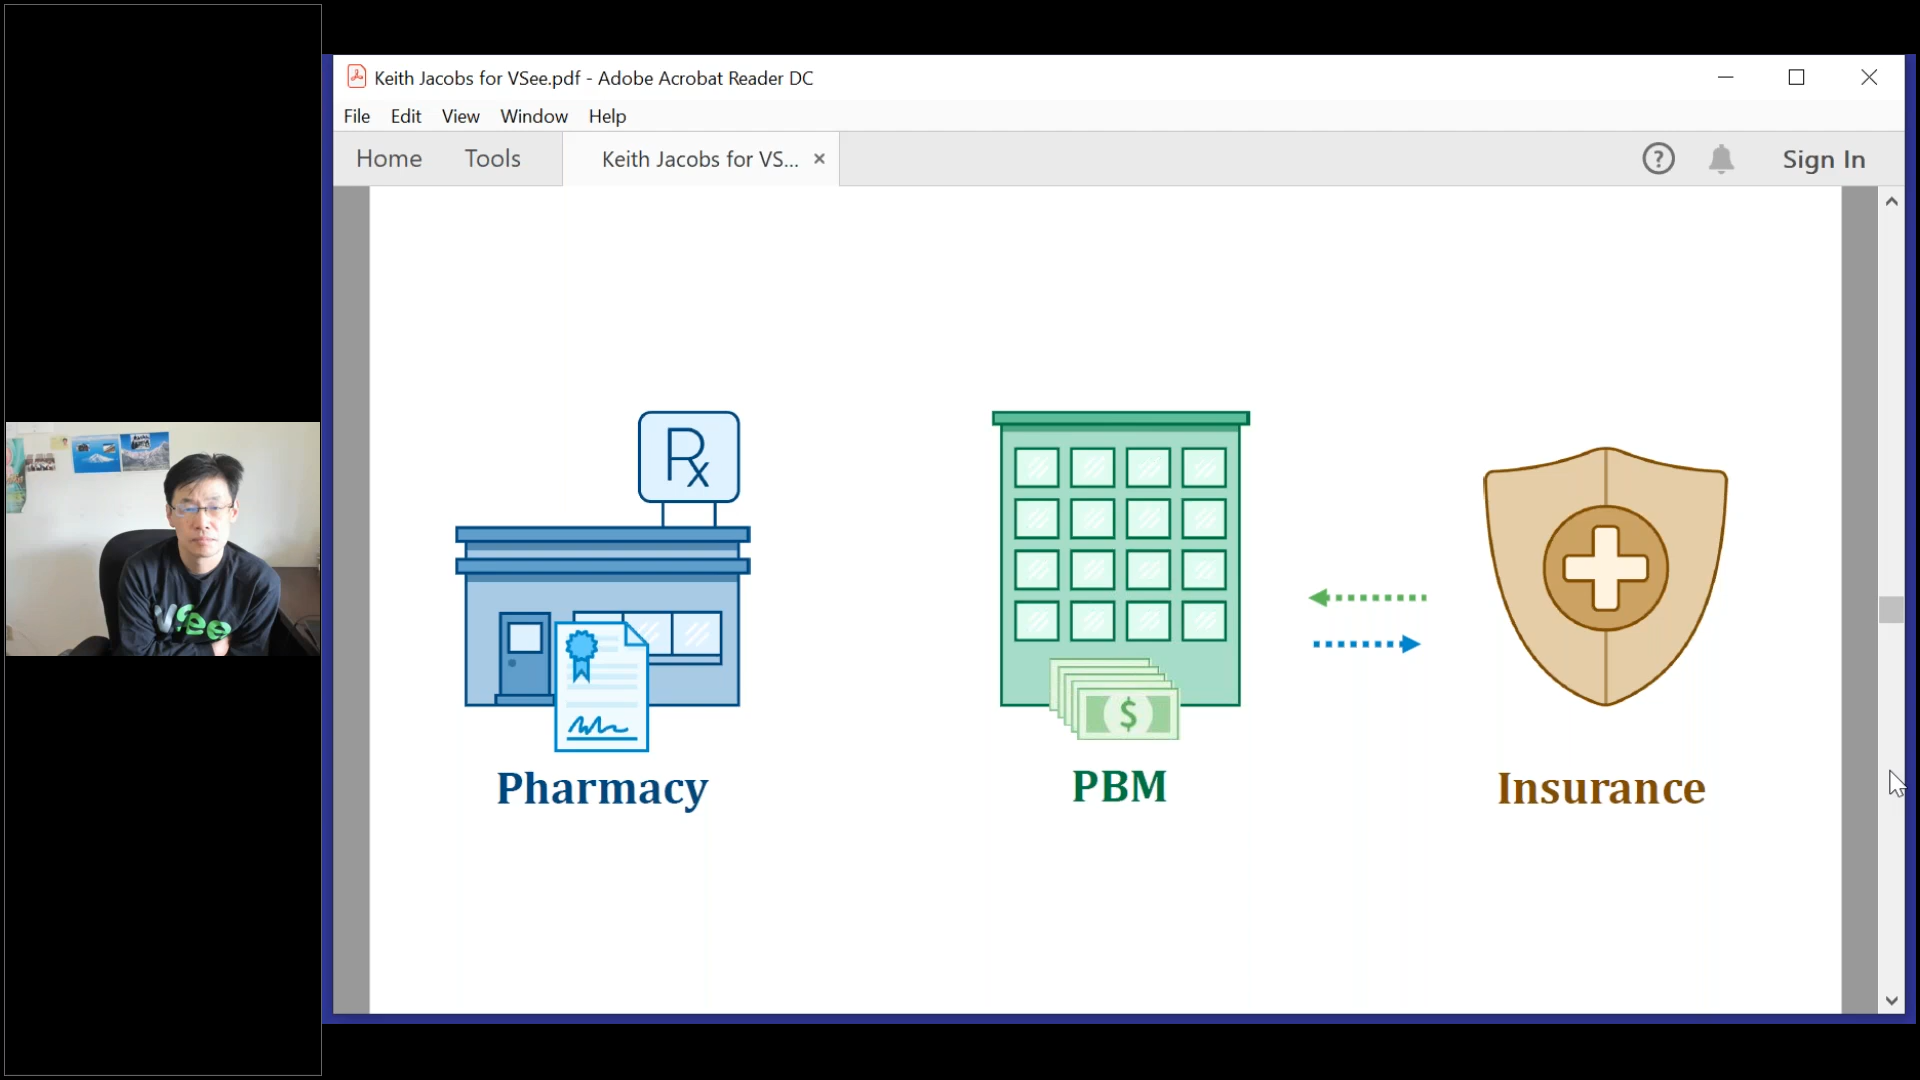 Keith Jacobs for VSee.pdf - Adobe Acrobat Reader DC
File Edit View Window Help
Home Tools Keith Jacobs for VS... × ? Sign In
Rx
vsee
$
Pharmacy PBM Insurance